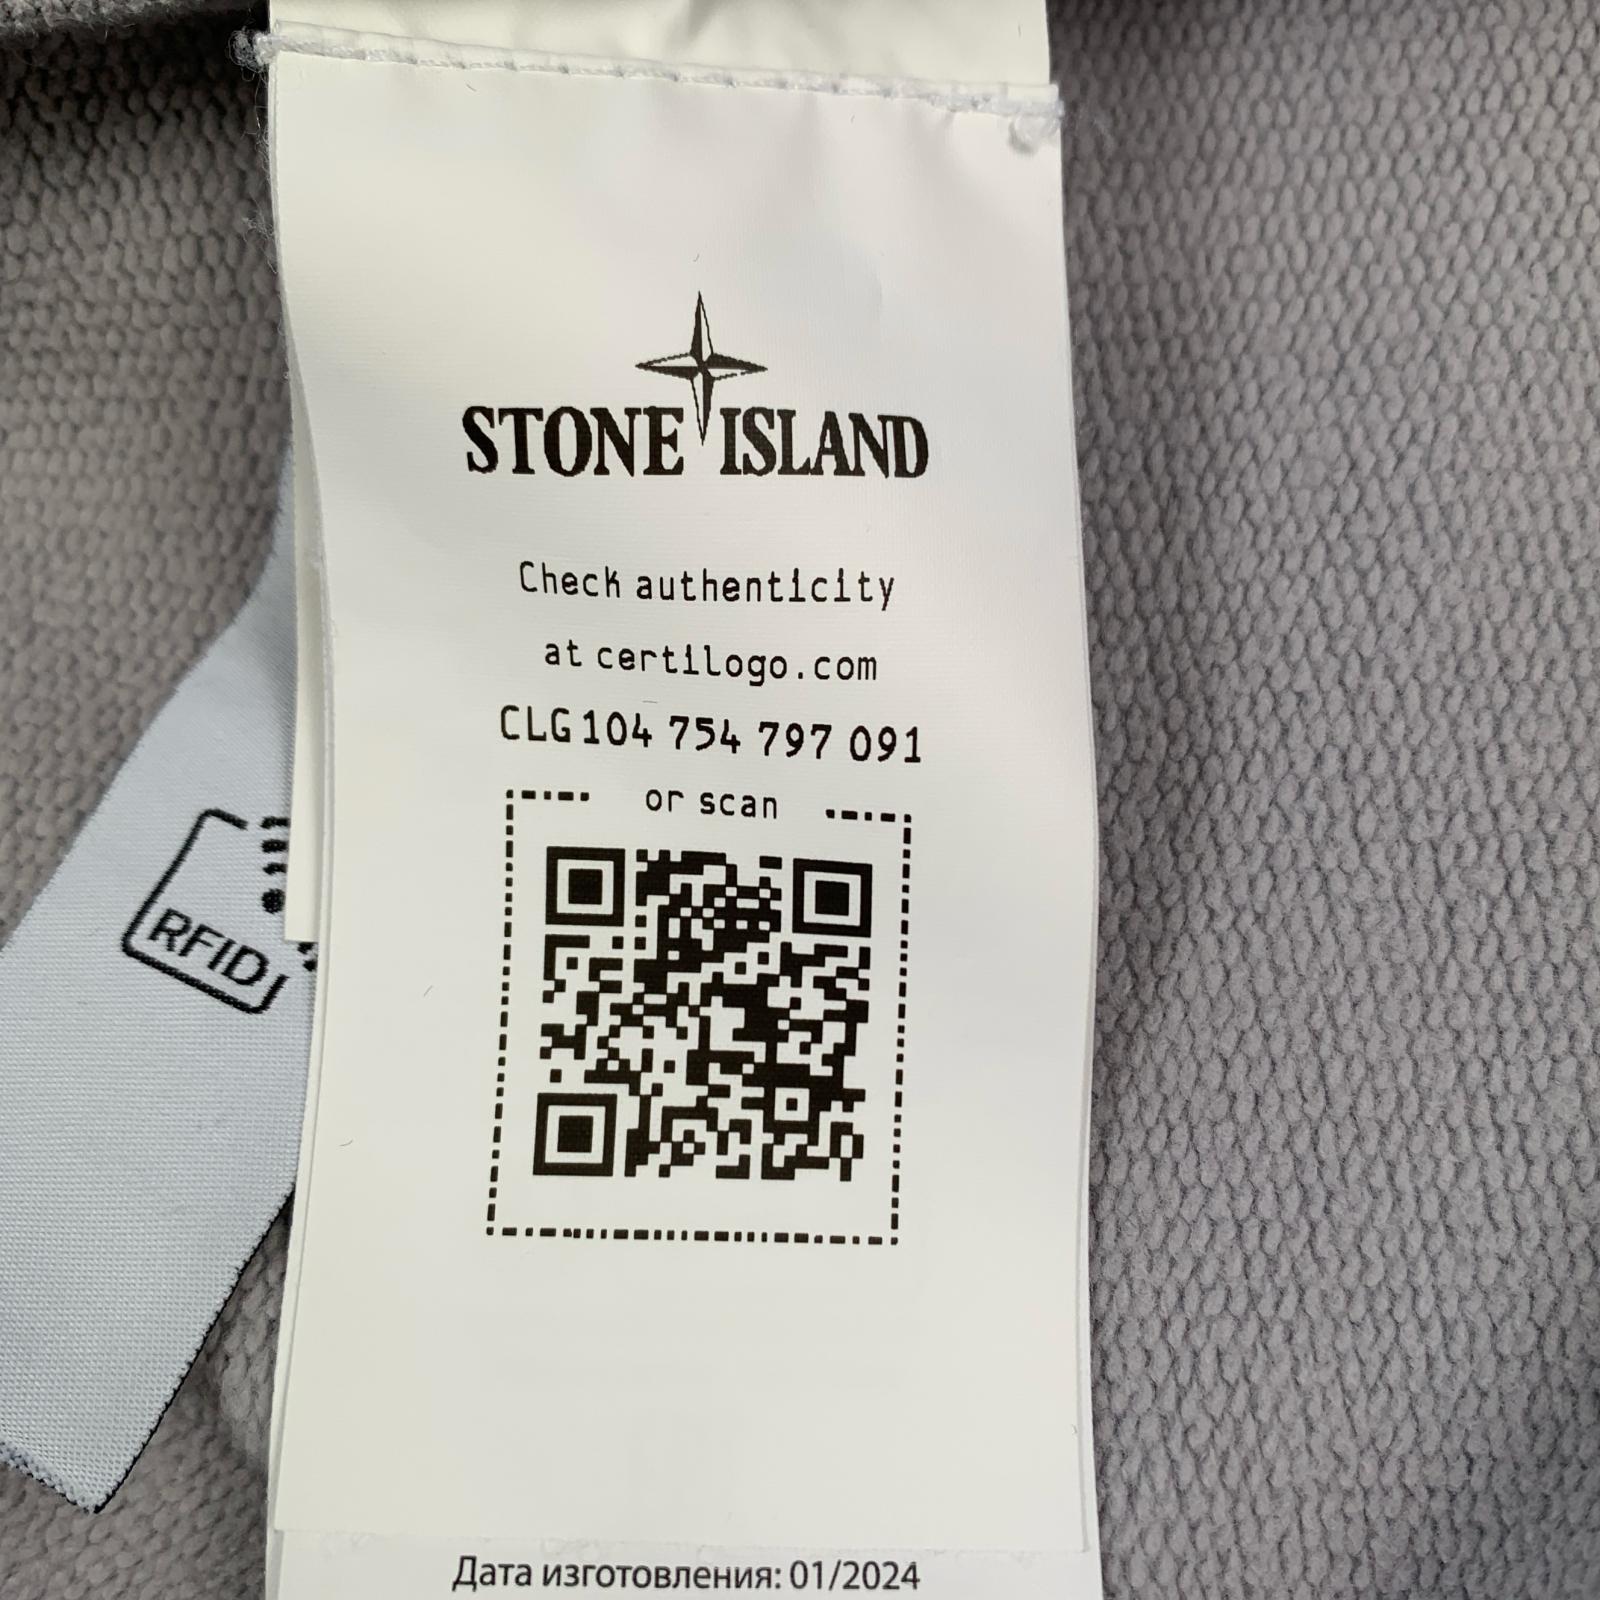 STONE ISLAND
Check authenticity
at certilogo.com
CLG 104 754 797 091
or scan
RFID
Дата изготовления: 01/2024